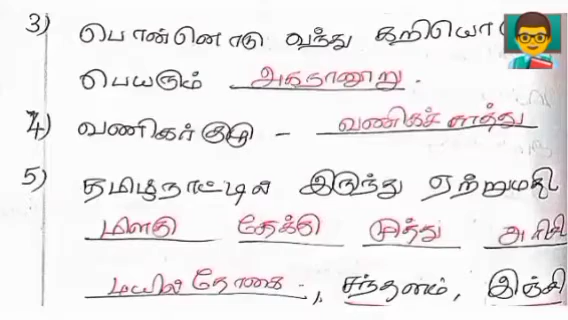 3) பொன்னொடு வந்து கறியொ
பெயரும் அகநானூறு.
4) வணிகர் குழு - வணிகச் சாத்து
5) தமிழ்நாட்டில் இருந்து ஏற்றுமதி
மிளகு தேக்கு முத்து அரிசி
மயில் தோகை, சந்தனம், இஞ்சி